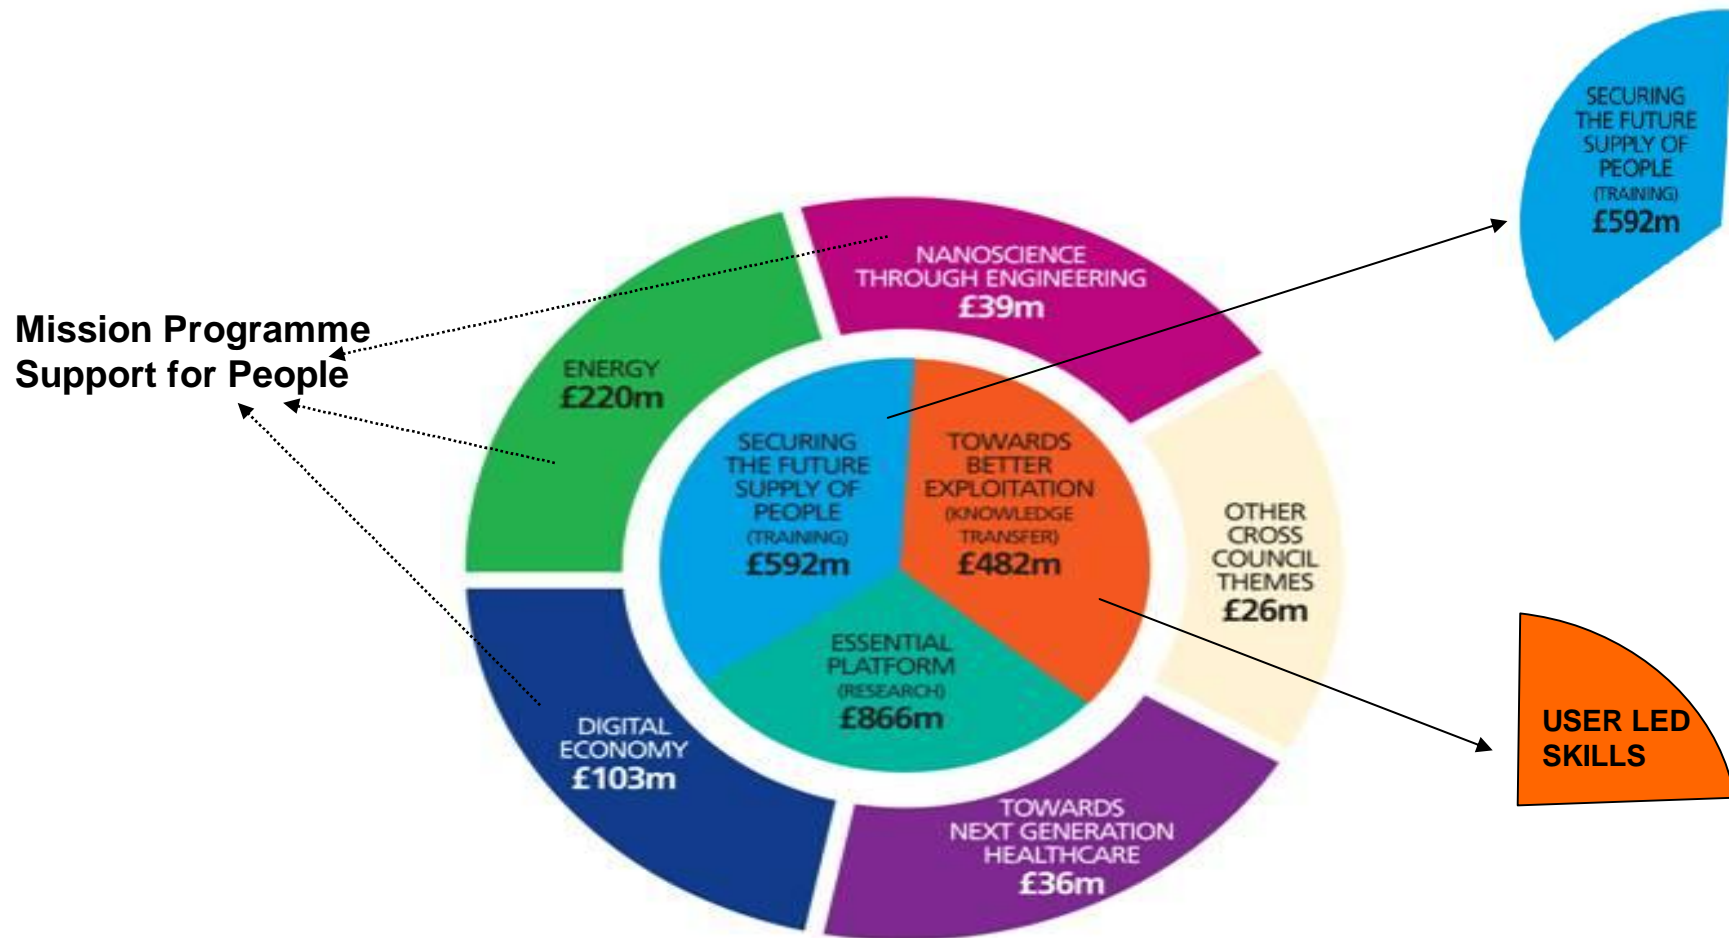 SECURING
THE FUTURE
SUPPLY OF
PEOPLE
(TRAINING)
£592m
Mission Programme
Support for People
NANOSCIENCE
THROUGH ENGINEERING
£39m
ENERGY
£220m
SECURING
THE FUTURE
SUPPLY OF
PEOPLE
(TRAINING)
£592m
TOWARDS
BETTER
EXPLOITATION
(KNOWLEDGE
TRANSFER)
£482m
OTHER
CROSS
COUNCIL
THEMES
£26m
ESSENTIAL
PLATFORM
(RESEARCH)
£866m
DIGITAL
ECONOMY
£103m
TOWARDS
NEXT GENERATION
HEALTHCARE
£36m
USER LED
SKILLS